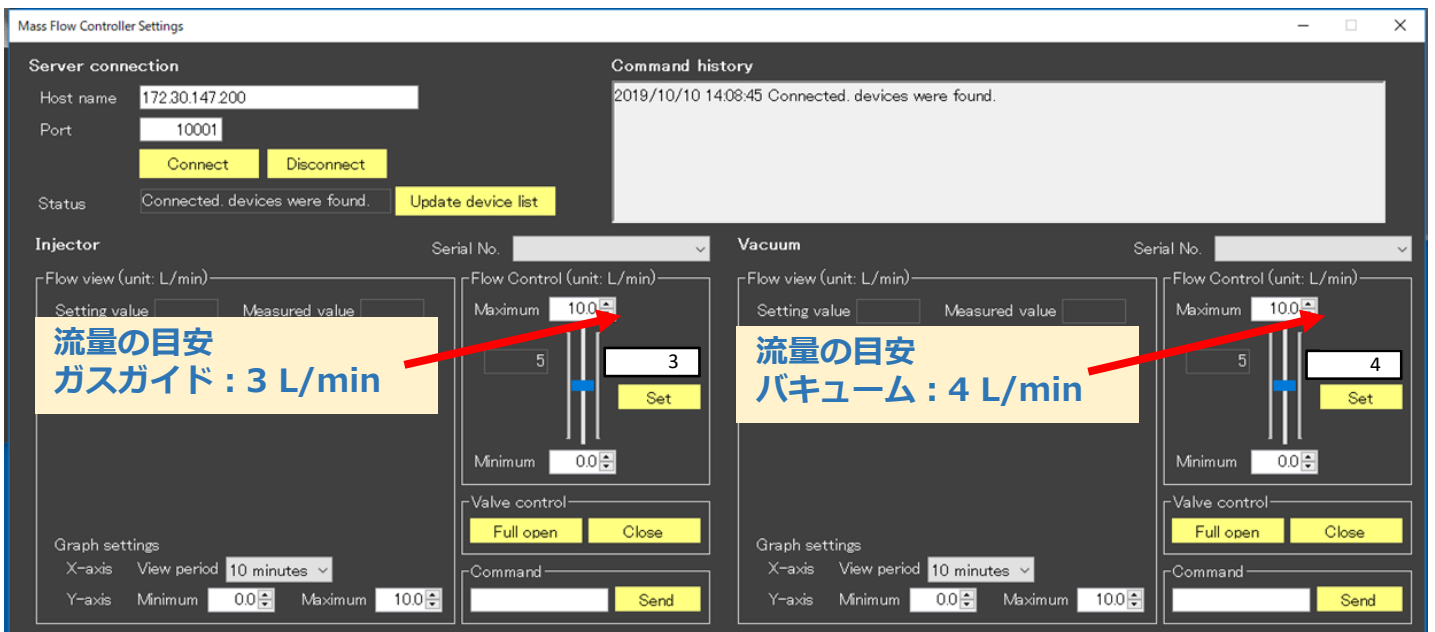 Mass Flow Controller Settings
Server connection
Host name 172.30.147.200
Port 10001
Connect Disconnect
Status Connected. devices were found. Update device list
Command history
2019/10/10 14:08:45 Connected. devices were found.
Injector Serial No.
Flow view (unit: L/min)
Setting value Measured value
流量の目安
ガスガイド：3 L/min
Flow Control (unit: L/min)
Maximum 10.0
5 3
Set
Minimum 0.0
Valve control
Full open Close
Graph settings
X-axis View period 10 minutes
Y-axis Minimum 0.0 Maximum 10.0
Command
Send
Vacuum Serial No.
Flow view (unit: L/min)
Setting value Measured value
流量の目安
バキューム：4 L/min
Flow Control (unit: L/min)
Maximum 10.0
5 4
Set
Minimum 0.0
Valve control
Full open Close
Graph settings
X-axis View period 10 minutes
Y-axis Minimum 0.0 Maximum 10.0
Command
Send